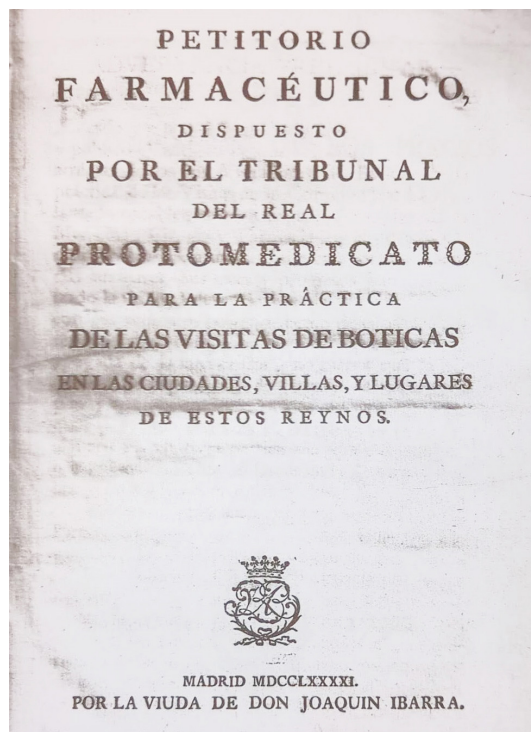 PETITORIO
FARMACÉUTICO,
DISPUESTO
POR EL TRIBUNAL
DEL REAL
PROTOMEDICATO
PARA LA PRÁCTICA
DE LAS VISITAS DE BOTICAS
EN LAS CIUDADES, VILLAS, Y LUGARES
DE ESTOS REYNOS.
MADRID MDCCLXXXXI.
POR LA VIUDA DE DON JOAQUIN IBARRA.